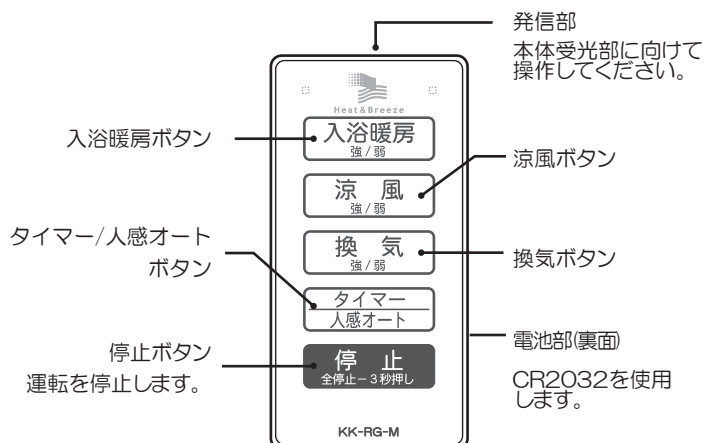 発信部
本体受光部に向けて
操作してください。
Heat&Breeze
入浴暖房ボタン
入浴暖房
強/弱
涼風ボタン
涼 風
強/弱
タイマー/人感オート
ボタン
換 気
強/弱
換気ボタン
タイマー
人感オート
停止ボタン
運転を停止します。
停 止
全停止－3秒押し
電池部(裏面)
CR2032を使用
します。
KK-RG-M